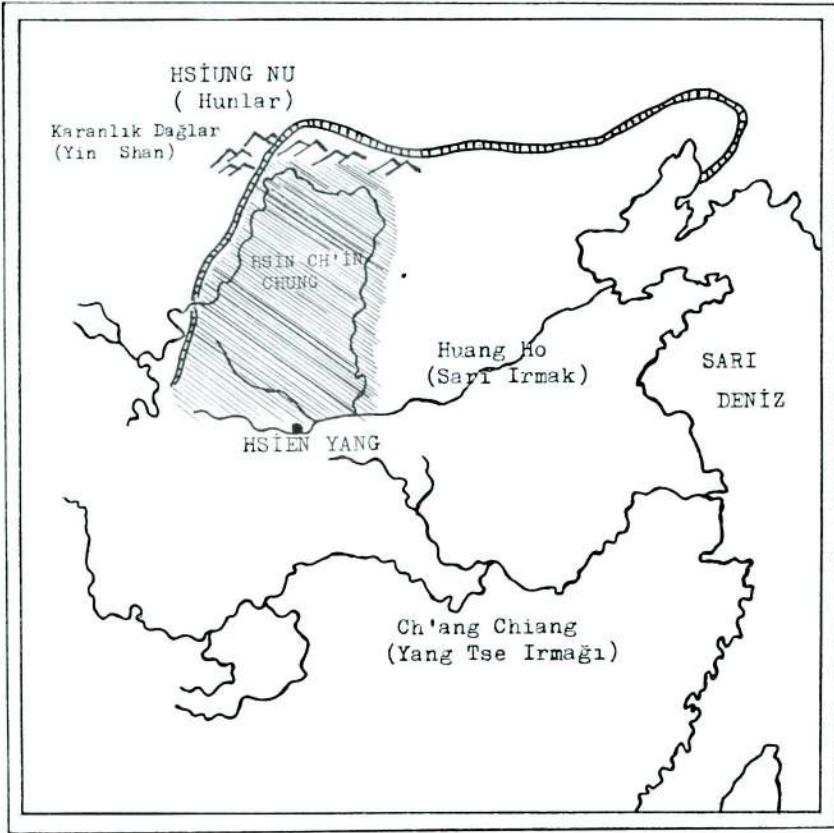 HSİUNG NU
( Hunlar)
Karanlık Dağlar
(Yin Shan)
HSİN CH'İN
CHUNG
Huang Ho
(Sarı Irmak)
SARI
DENİZ
HSİEN YANG
Ch'ang Chiang
(Yang Tse Irmağı)